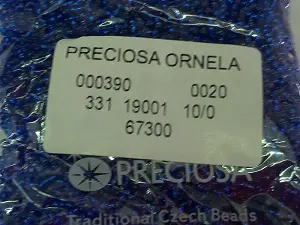 PRECIOSA ORNELA
000390 0020
331 19001 10/0
67300
PRECIOSA
Traditional Czech Beads